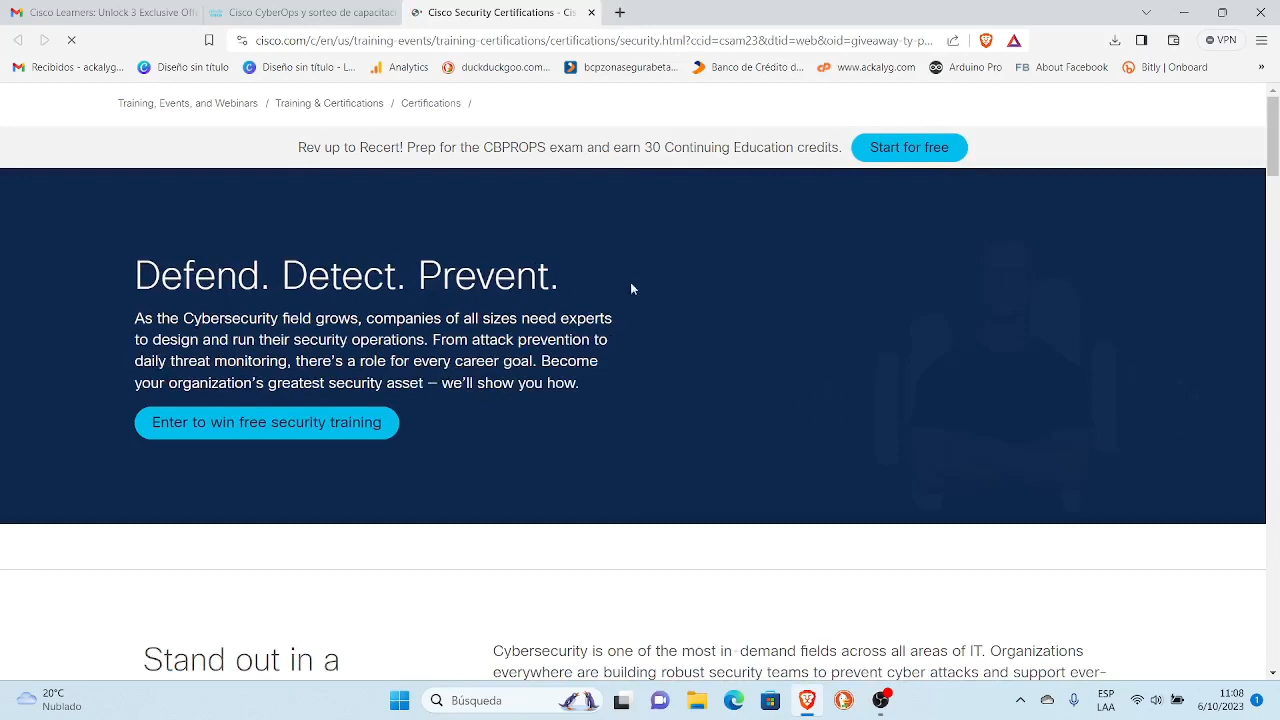 Cisco Learners: Unlock 3 Exclusive Off
Cisco CyberOps y sorteo de capacitaci
Cisco Security Certifications - Cis
cisco.com/c/en/us/training-events/training-certifications/certifications/security.html?ccid=csam23&dtid=web&oid=giveaway-ty-p...
VPN
Recibidos - ackalyg...
Diseño sin título
Diseño sin título - L...
Analytics
duckduckgoo.com...
bcpzonasegurabeta...
Banco de Crédito d...
www.ackalyg.com
Arduino Pro
FB About Facebook
Bitly | Onboard
Training, Events, and Webinars / Training & Certifications / Certifications /
Rev up to Recert! Prep for the CBPROPS exam and earn 30 Continuing Education credits. Start for free
Defend. Detect. Prevent.
As the Cybersecurity field grows, companies of all sizes need experts
to design and run their security operations. From attack prevention to
daily threat monitoring, there's a role for every career goal. Become
your organization's greatest security asset – we'll show you how.
Enter to win free security training
Stand out in a
Cybersecurity is one of the most in-demand fields across all areas of IT. Organizations
everywhere are building robust security teams to prevent cyber attacks and support ever-
20°C
Nublado
Búsqueda
ESP
LAA
11:08
6/10/2023
1